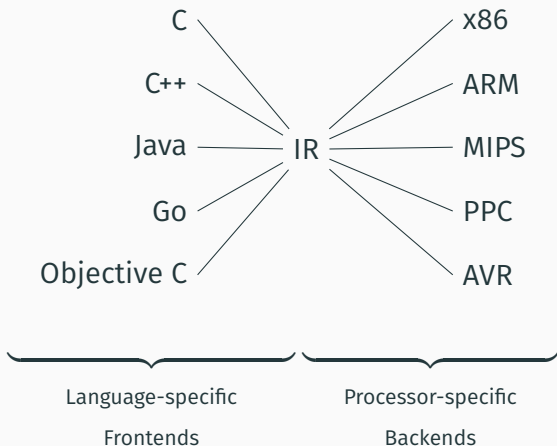 C
C++
Java
Go
Objective C
IR
x86
ARM
MIPS
PPC
AVR
Language-specific
Frontends
Processor-specific
Backends